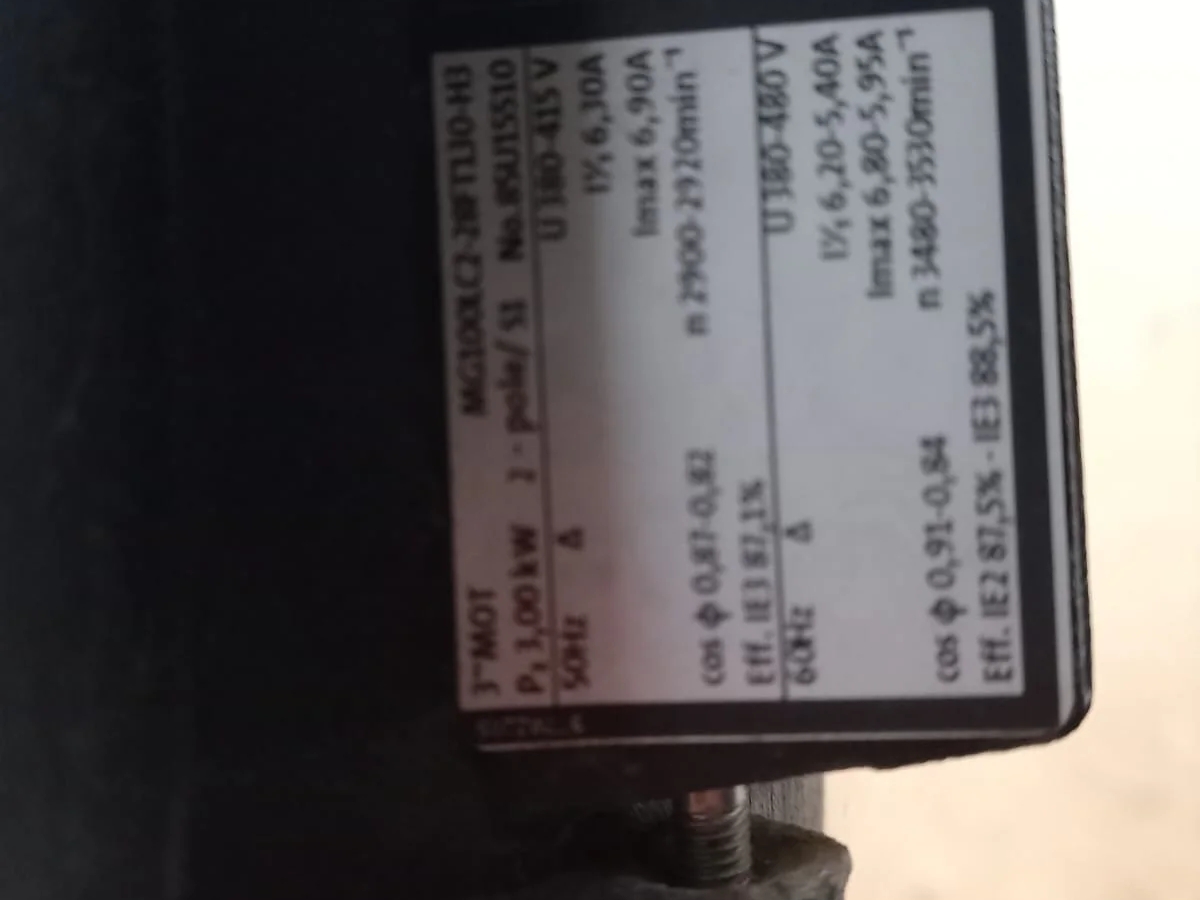 3~MOT MG100LC2-28FT130-H3
P₂ 3,00 kW 2 - pole/ S1 No.85U15510
50Hz Δ U 380-415 V
I1/1 6,30A
Imax 6,90A
cos ϕ 0,87-0,82 n 2900-2920min⁻¹
Eff. IE3 87,1%
60Hz Δ U 380-480 V
I1/1 6,20-5,40A
Imax 6,80-5,95A
cos ϕ 0,91-0,84 n 3480-3530min⁻¹
Eff. IE2 87,5% - IE3 88,5%